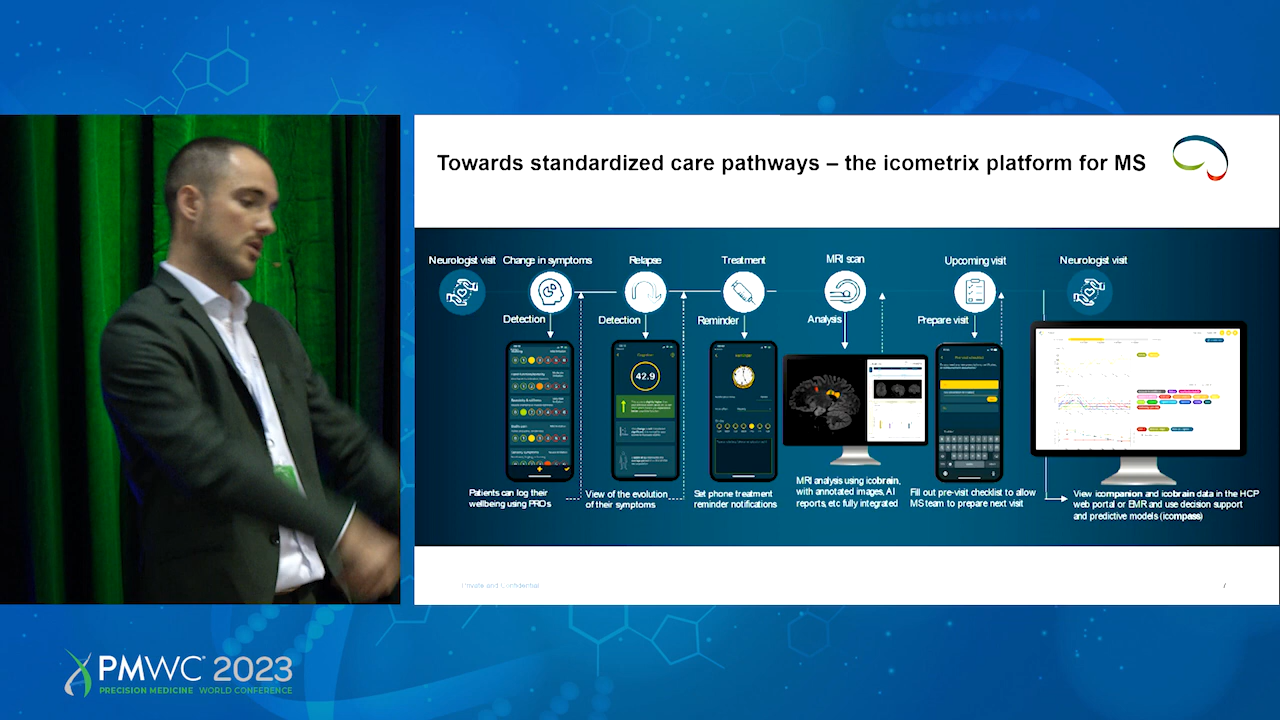 Towards standardized care pathways – the icometrix platform for MS
Neurologist visit
Change in symptoms
Relapse
Treatment
MRI scan
Upcoming visit
Neurologist visit
Detection
Detection
Reminder
Analysis
Prepare visit
42.9
Patients can log their
wellbeing using PROs
View of the evolution
of their symptoms
Set phone treatment
reminder notifications
MRI analysis using icobrain,
with annotated images, AI
reports, etc fully integrated
Fill out pre-visit checklist to allow
MS team to prepare next visit
View icompanion and icobrain data in the HCP
web portal or EMR and use decision support
and predictive models (icompass)
Private and Confidential
7
PMWC 2023
PRECISION MEDICINE WORLD CONFERENCE